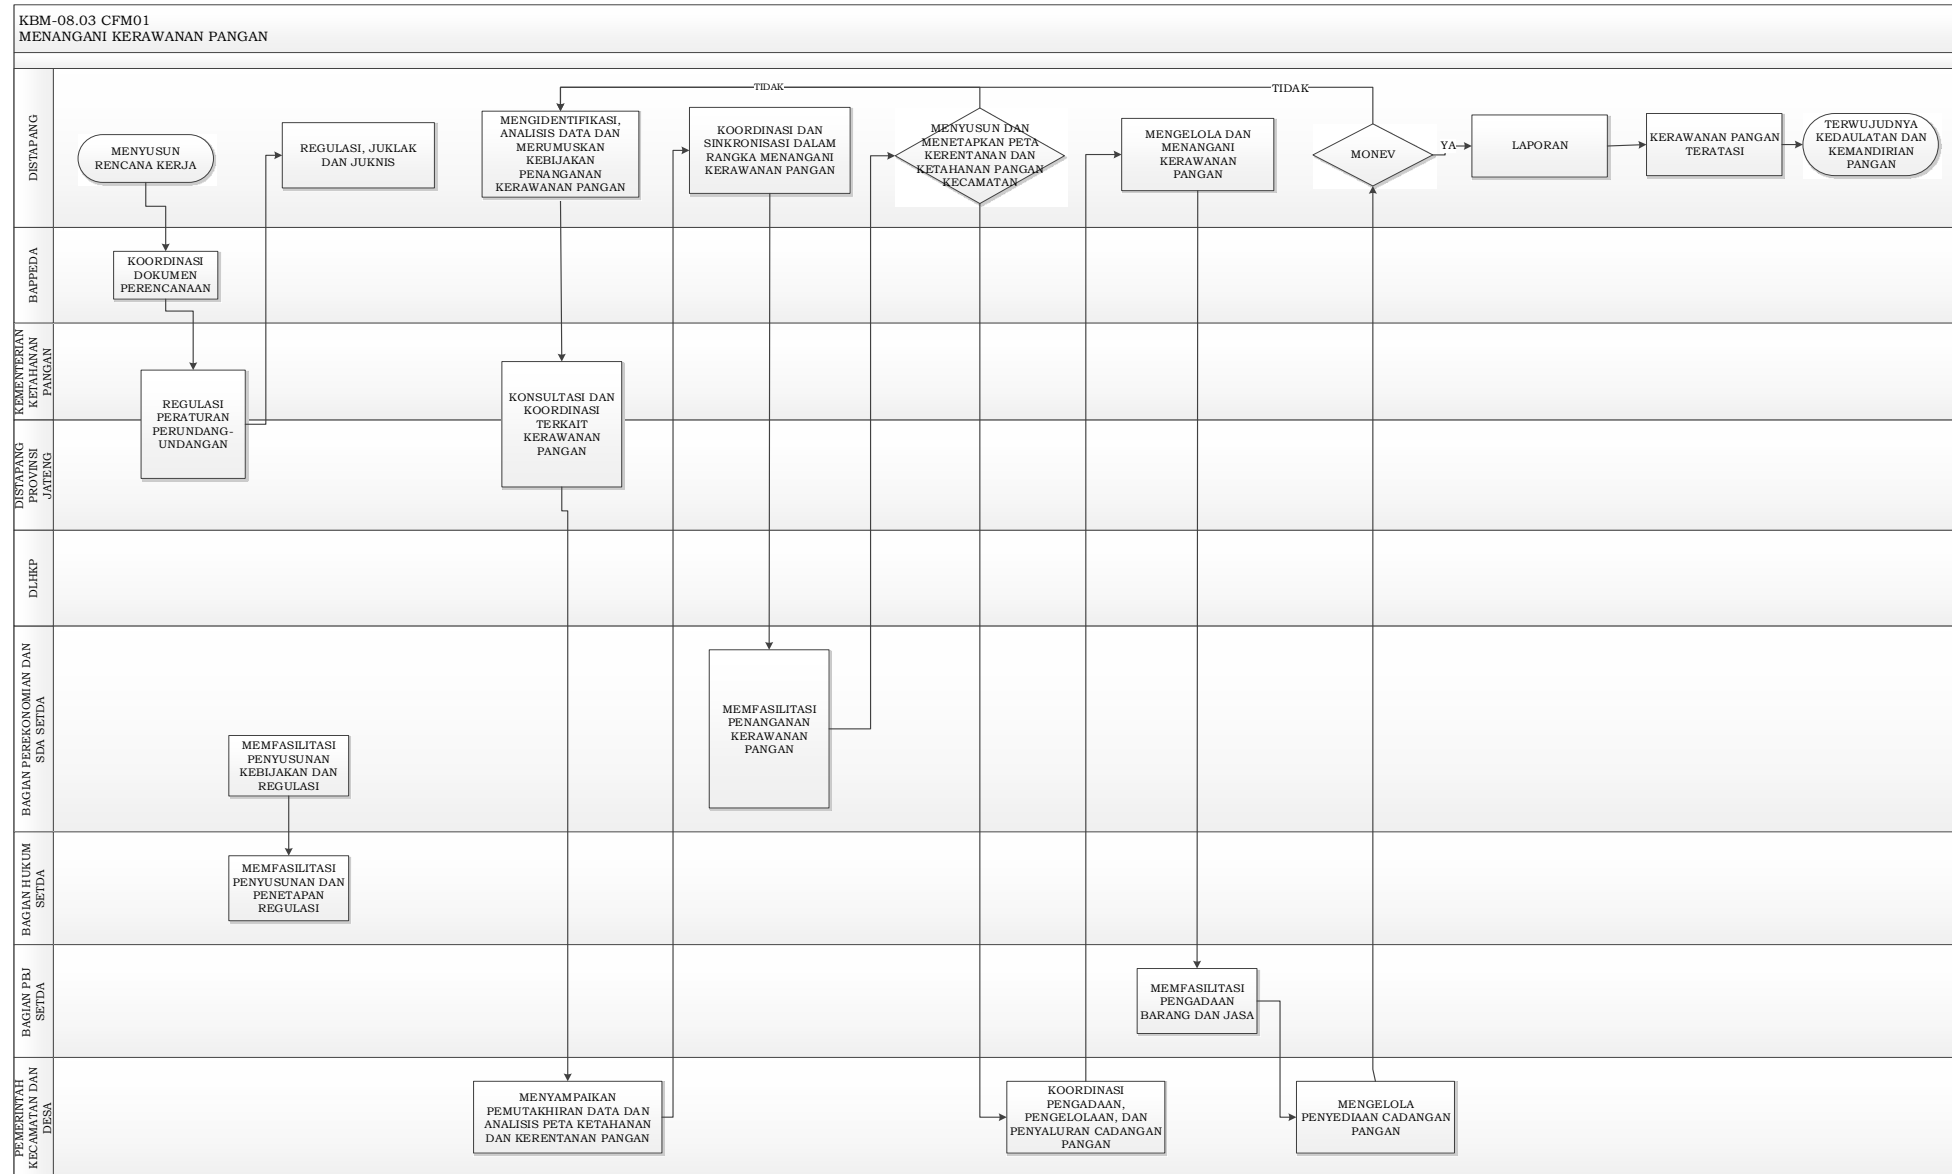 KBM-08.03 CFM01
MENANGANI KERAWANAN PANGAN
DISTAPANG
MENYUSUN
RENCANA KERJA
REGULASI, JUKLAK
DAN JUKNIS
MENGIDENTIFIKASI,
ANALISIS DATA DAN
MERUMUSKAN
KEBIJAKAN
PENANGANAN
KERAWANAN PANGAN
TIDAK
KOORDINASI DAN
SINKRONISASI DALAM
RANGKA MENANGANI
KERAWANAN PANGAN
MENYUSUN DAN
MENETAPKAN PETA
KERENTANAN DAN
KETAHANAN PANGAN
KECAMATAN
MENGELOLA DAN
MENANGANI
KERAWANAN
PANGAN
TIDAK
MONEV
YA
LAPORAN
KERAWANAN PANGAN
TERATASI
TERWUJUDNYA
KEDAULATAN DAN
KEMANDIRIAN
PANGAN
BAPPEDA
KOORDINASI
DOKUMEN
PERENCANAAN
KEMENTERIAN
KETAHANAN
PANGAN
REGULASI
PERATURAN
PERUNDANG-
UNDANGAN
KONSULTASI DAN
KOORDINASI
TERKAIT
KERAWANAN
PANGAN
DISTAPANG
PROVINSI
JATENG
DLHKP
BAGIAN PEREKONOMIAN DAN
SDA SETDA
MEMFASILITASI
PENYUSUNAN
KEBIJAKAN DAN
REGULASI
MEMFASILITASI
PENANGANAN
KERAWANAN
PANGAN
BAGIAN HUKUM
SETDA
MEMFASILITASI
PENYUSUNAN DAN
PENETAPAN
REGULASI
BAGIAN PBJ
SETDA
MEMFASILITASI
PENGADAAN
BARANG DAN JASA
PEMERINTAH
KECAMATAN DAN
DESA
MENYAMPAIKAN
PEMUTAKHIRAN DATA DAN
ANALISIS PETA KETAHANAN
DAN KERENTANAN PANGAN
KOORDINASI
PENGADAAN,
PENGELOLAAN, DAN
PENYALURAN CADANGAN
PANGAN
MENGELOLA
PENYEDIAAN CADANGAN
PANGAN